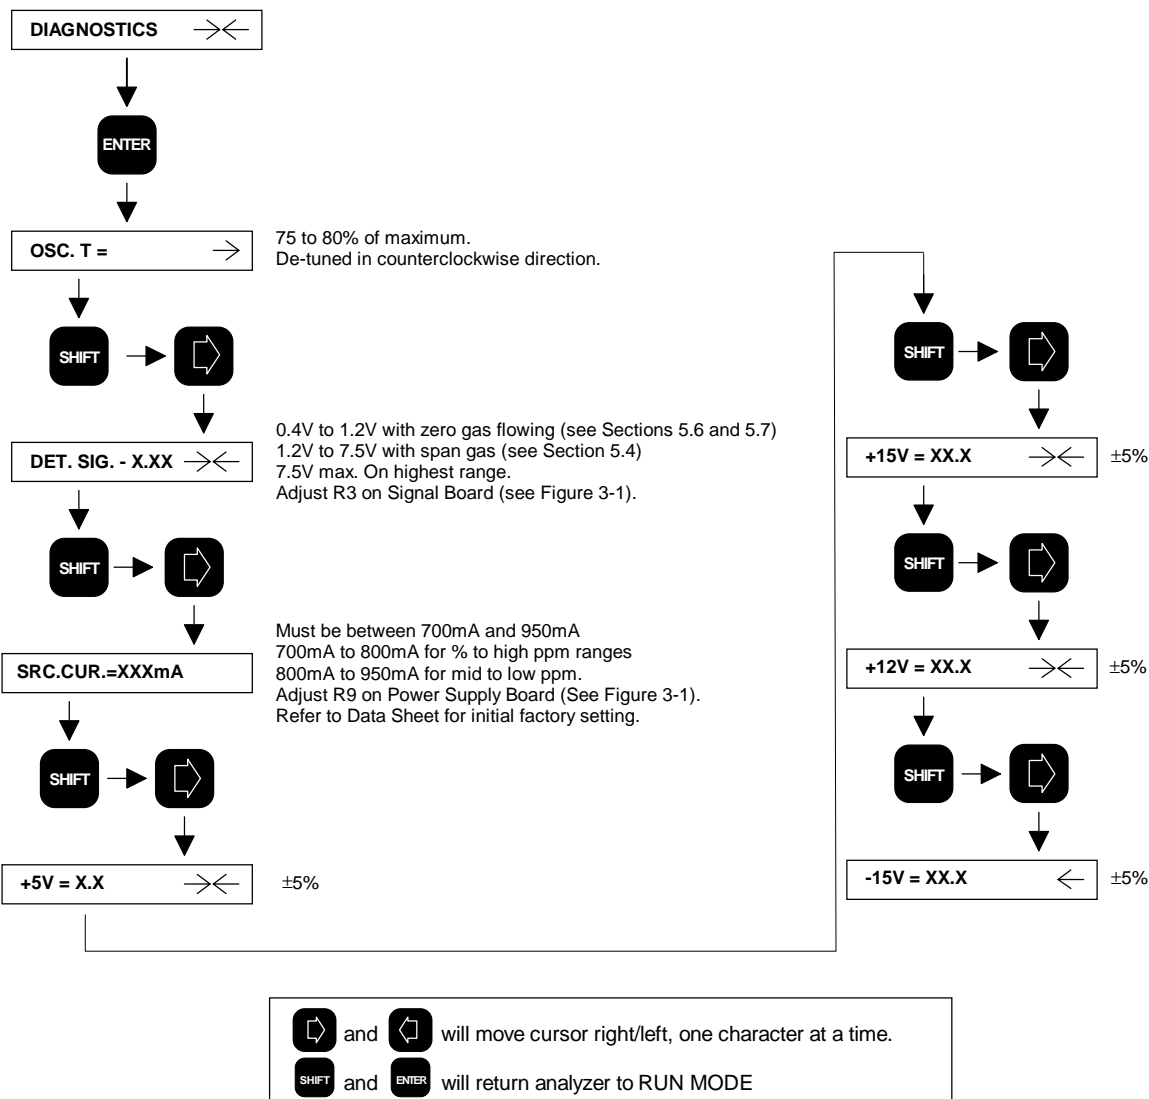 DIAGNOSTICS
ENTER
OSC. T =
75 to 80% of maximum.
De-tuned in counterclockwise direction.
SHIFT
DET. SIG. - X.XX
0.4V to 1.2V with zero gas flowing (see Sections 5.6 and 5.7)
1.2V to 7.5V with span gas (see Section 5.4)
7.5V max. On highest range.
Adjust R3 on Signal Board (see Figure 3-1).
SHIFT
SRC.CUR.=XXXmA
Must be between 700mA and 950mA
700mA to 800mA for % to high ppm ranges
800mA to 950mA for mid to low ppm.
Adjust R9 on Power Supply Board (See Figure 3-1).
Refer to Data Sheet for initial factory setting.
SHIFT
+5V = X.X
±5%
SHIFT
+15V = XX.X
±5%
SHIFT
+12V = XX.X
±5%
SHIFT
-15V = XX.X
±5%
and will move cursor right/left, one character at a time.
SHIFT and ENTER will return analyzer to RUN MODE